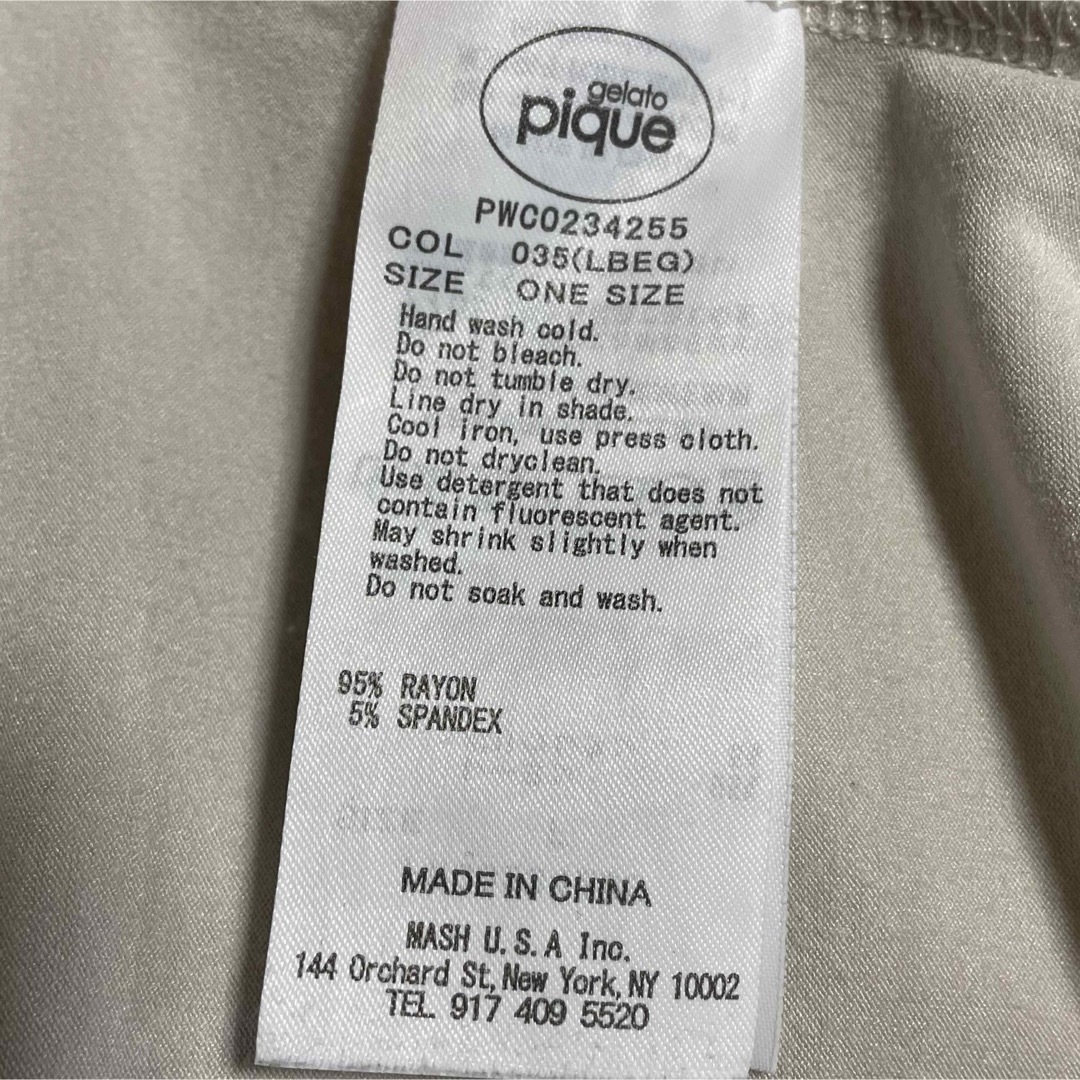 gelato
pique
PWCO234255
COL 035(LBEG)
SIZE ONE SIZE
Hand wash cold.
Do not bleach.
Do not tumble dry.
Line dry in shade.
Cool iron, use press cloth.
Do not dryclean.
Use detergent that does not
contain fluorescent agent.
May shrink slightly when
washed.
Do not soak and wash.
95% RAYON
5% SPANDEX
MADE IN CHINA
MASH U.S.A Inc.
144 Orchard St, New York, NY 10002
TEL 917 409 5520